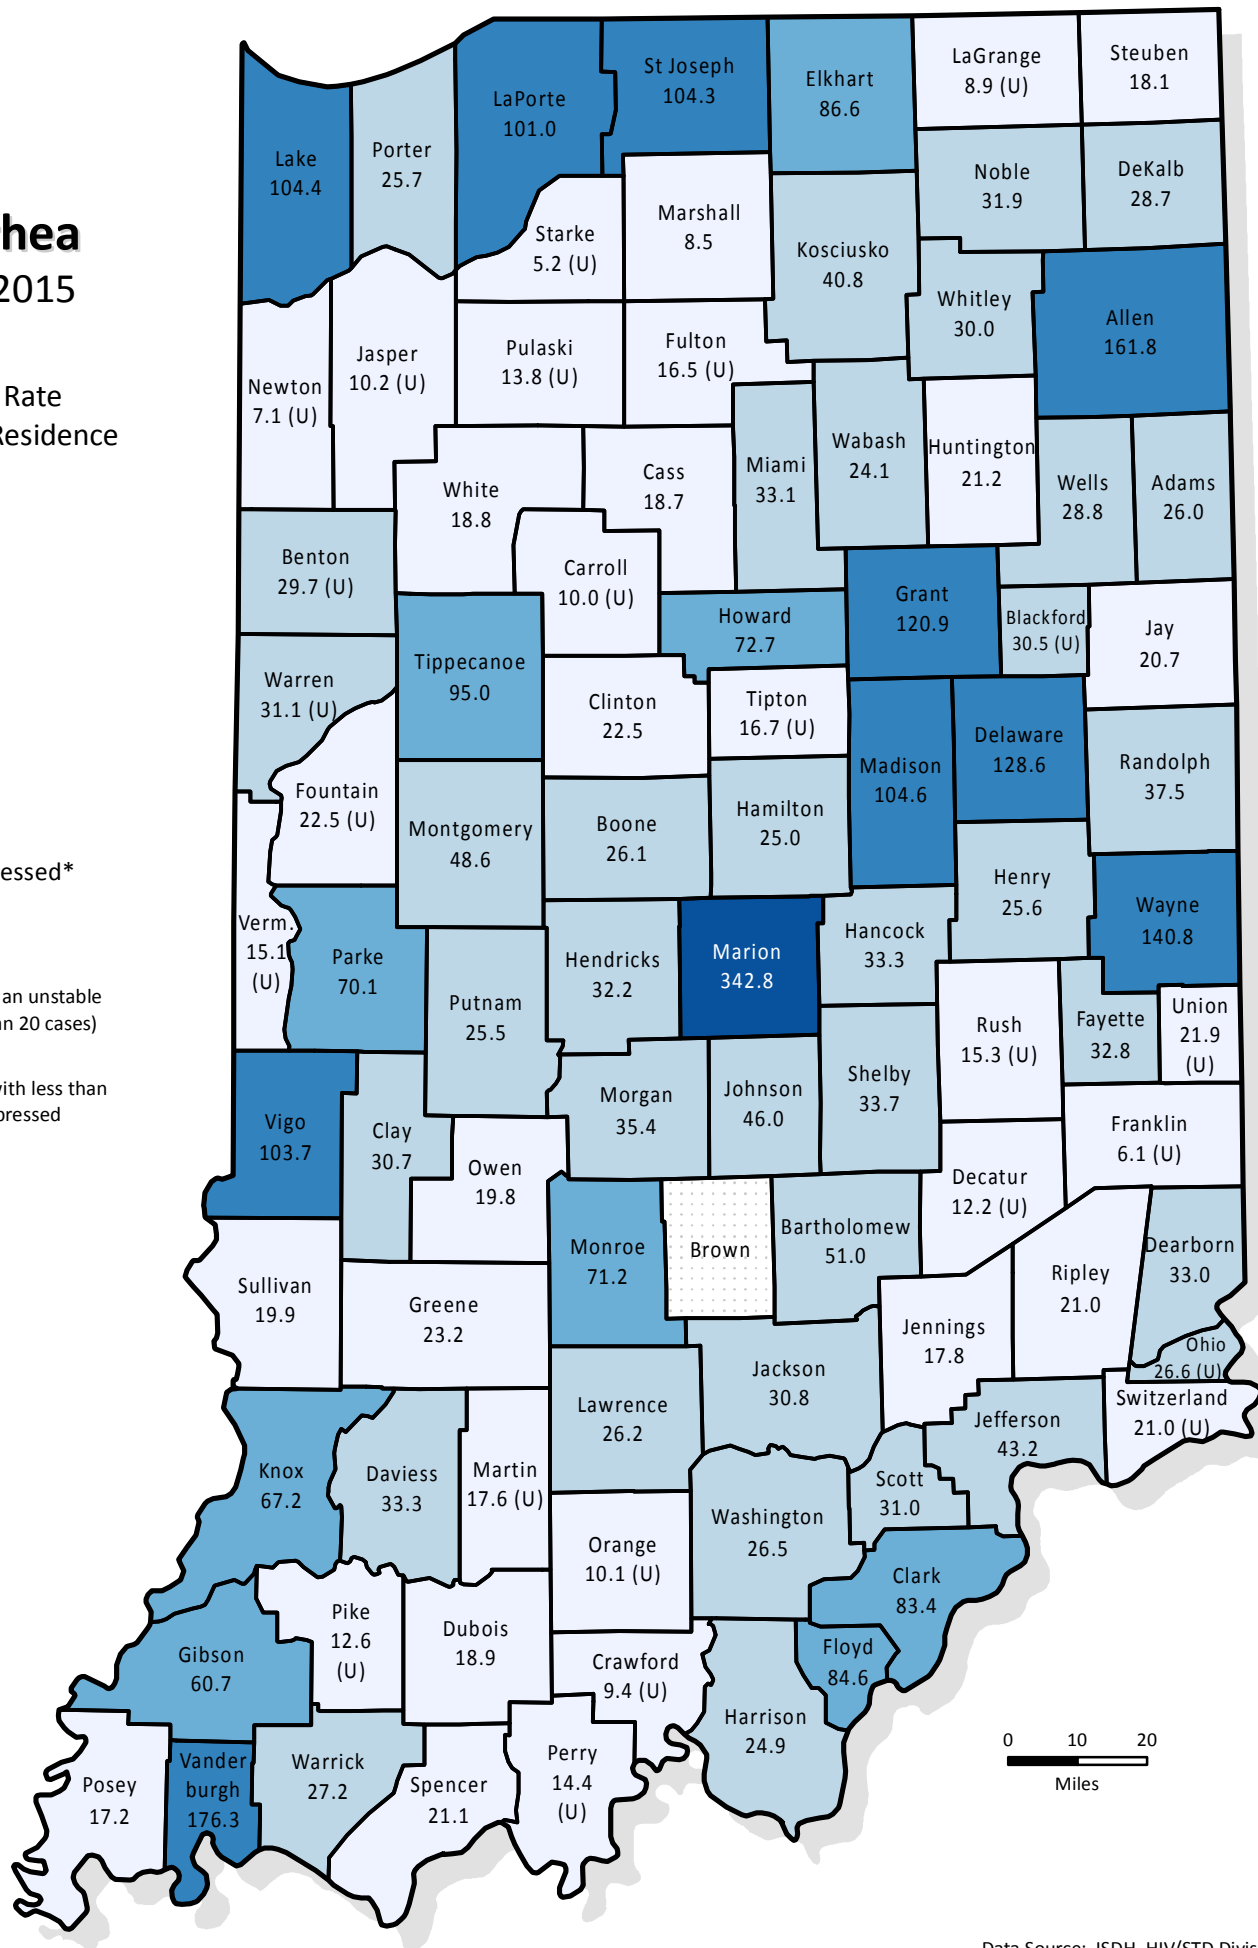 hea
2015
Rate
Residence
essed*
an unstable
an 20 cases)
with less than
pressed
LaGrange
8.9 (U)
Steuben
18.1
St Joseph
104.3
Elkhart
86.6
LaPorte
101.0
Lake
104.4
Porter
25.7
Noble
31.9
DeKalb
28.7
Marshall
8.5
Starke
5.2 (U)
Kosciusko
40.8
Whitley
30.0
Allen
161.8
Newton
7.1 (U)
Jasper
10.2 (U)
Pulaski
13.8 (U)
Fulton
16.5 (U)
Wabash
24.1
Huntington
21.2
Miami
33.1
Wells
28.8
Adams
26.0
White
18.8
Cass
18.7
Benton
29.7 (U)
Carroll
10.0 (U)
Howard
72.7
Grant
120.9
Blackford
30.5 (U)
Jay
20.7
Warren
31.1 (U)
Tippecanoe
95.0
Clinton
22.5
Tipton
16.7 (U)
Madison
104.6
Delaware
128.6
Randolph
37.5
Fountain
22.5 (U)
Montgomery
48.6
Boone
26.1
Hamilton
25.0
Henry
25.6
Wayne
140.8
Verm.
15.1
(U)
Parke
70.1
Putnam
25.5
Hendricks
32.2
Marion
342.8
Hancock
33.3
Rush
15.3 (U)
Fayette
32.8
Union
21.9
(U)
Vigo
103.7
Clay
30.7
Owen
19.8
Morgan
35.4
Johnson
46.0
Shelby
33.7
Franklin
6.1 (U)
Decatur
12.2 (U)
Sullivan
19.9
Greene
23.2
Monroe
71.2
Brown
Bartholomew
51.0
Ripley
21.0
Dearborn
33.0
Jennings
17.8
Ohio
26.6 (U)
Switzerland
21.0 (U)
Jackson
30.8
Lawrence
26.2
Jefferson
43.2
Knox
67.2
Daviess
33.3
Martin
17.6 (U)
Scott
31.0
Washington
26.5
Orange
10.1 (U)
Clark
83.4
Pike
12.6
(U)
Dubois
18.9
Gibson
60.7
Crawford
9.4 (U)
Floyd
84.6
Harrison
24.9
Posey
17.2
Vander
burgh
176.3
Warrick
27.2
Spencer
21.1
Perry
14.4
(U)
0 10 20
Miles
Data Source: ISDH, HIV/STD Divis